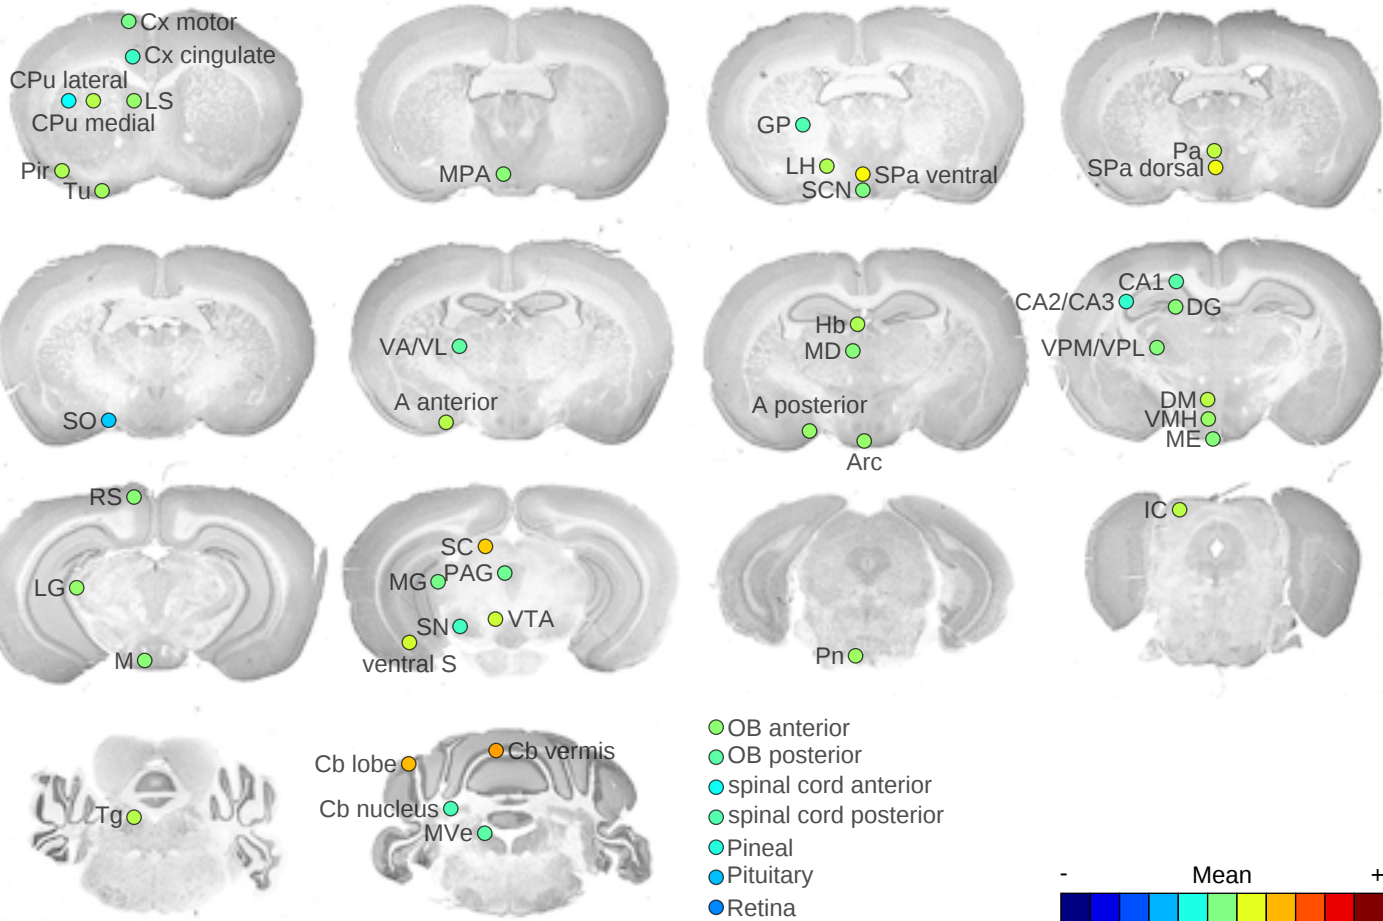 Cx motor
Cx cingulate
CPu lateral
LS
CPu medial
Pir
Tu
MPA
GP
LH
SPa ventral
SCN
Pa
SPa dorsal
SO
VA/VL
A anterior
Hb
MD
A posterior
Arc
CA1
CA2/CA3
DG
VPM/VPL
DM
VMH
ME
RS
LG
M
SC
PAG
MG
SN
VTA
ventral S
Pn
IC
Tg
Cb lobe
Cb vermis
Cb nucleus
MVe
OB anterior
OB posterior
spinal cord anterior
spinal cord posterior
Pineal
Pituitary
Retina
- Mean +